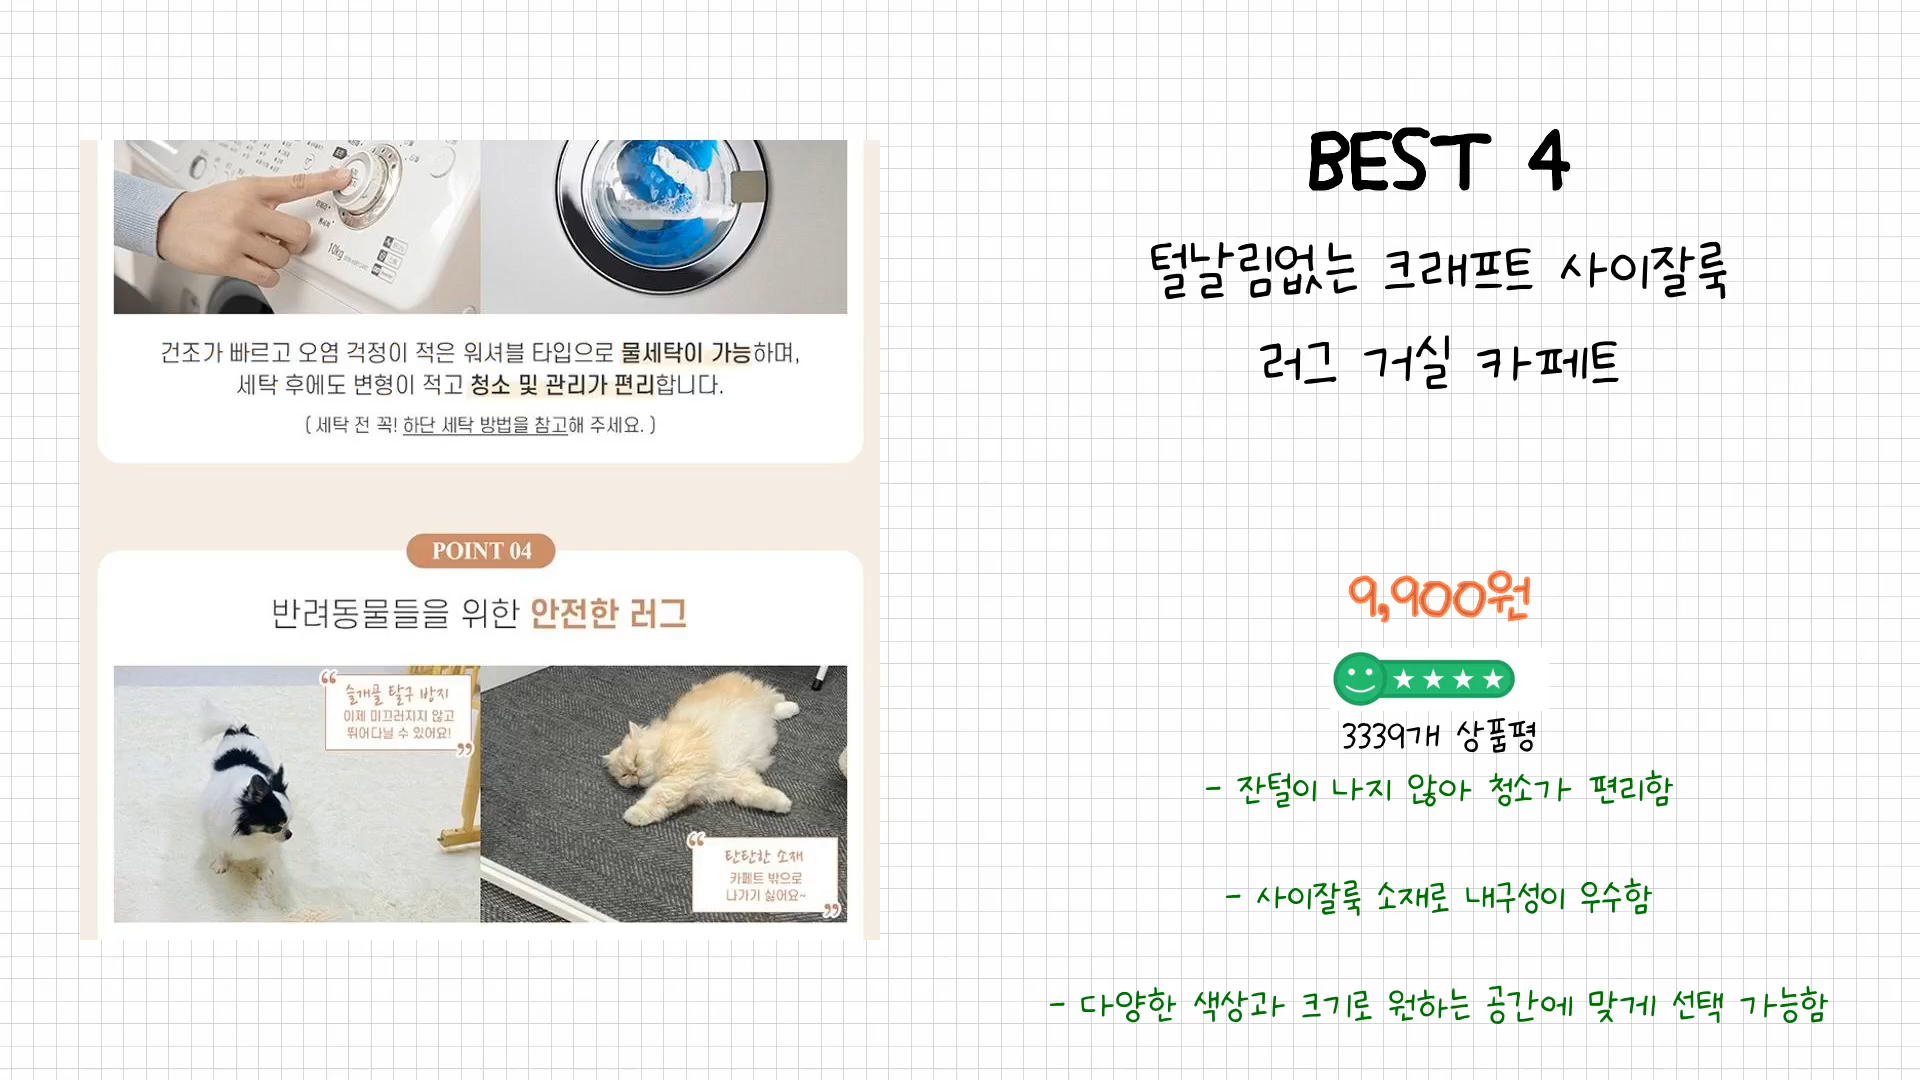 10kg
건조가 빠르고 오염 걱정이 적은 워셔블 타입으로 물세탁이 가능하며,
세탁 후에도 변형이 적고 청소 및 관리가 편리합니다.
( 세탁 전 꼭! 하단 세탁 방법을 참고해 주세요. )
POINT 04
반려동물들을 위한 안전한 러그
“
슬개골 탈구 방지
이제 미끄러지지 않고
뛰어다닐 수 있어요!
”
“
탄탄한 소재
카페트 밖으로
나가기 싫어요~
”
BEST 4
털날림없는 크래프트 사이잘룩
러그 거실 카페트
9,900원
3339개 상품평
- 잔털이 나지 않아 청소가 편리함
- 사이잘룩 소재로 내구성이 우수함
- 다양한 색상과 크기로 원하는 공간에 맞게 선택 가능함